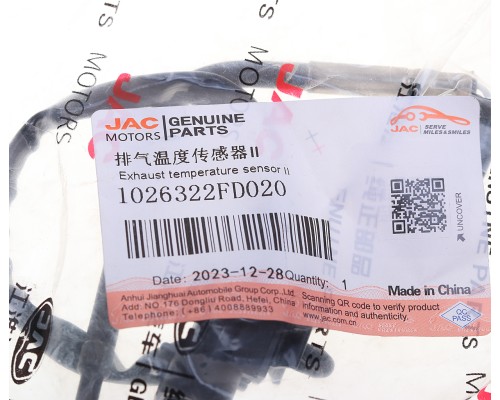 JAC MOTORS
GENUINE PARTS
JAC
SERVE MILES&SMILES
排气温度传感器II
Exhaust temperature sensor II
1026322FD020
UNCOVER
Date: 2023-12-28 Quantity: 1
Made in China
Anhui Jianghuai Automobile Group Corp.,Ltd.
Add:NO.176 Dongliu Road, Hefei, China
Telephone: (+86)4008889933
Scanning QR code to verify product
information and authenticity.
www.jac.com.cn
QC
PASS
MOTORS
JAC
PARTS
JAC